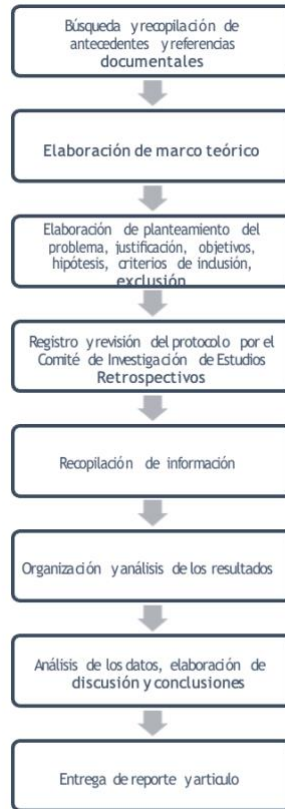 Búsqueda y recopilación de
antecedentes y referencias
documentales
Elaboración de marco teórico
Elaboración de planteamiento del
problema, justificación, objetivos,
hipótesis, criterios de inclusión,
exclusión
Registro y revisión del protocolo por el
Comité de Investigación de Estudios
Retrospectivos
Recopilación de información
Organización y análisis de los resultados
Análisis de los datos, elaboración de
discusión y conclusiones
Entrega de reporte y articulo